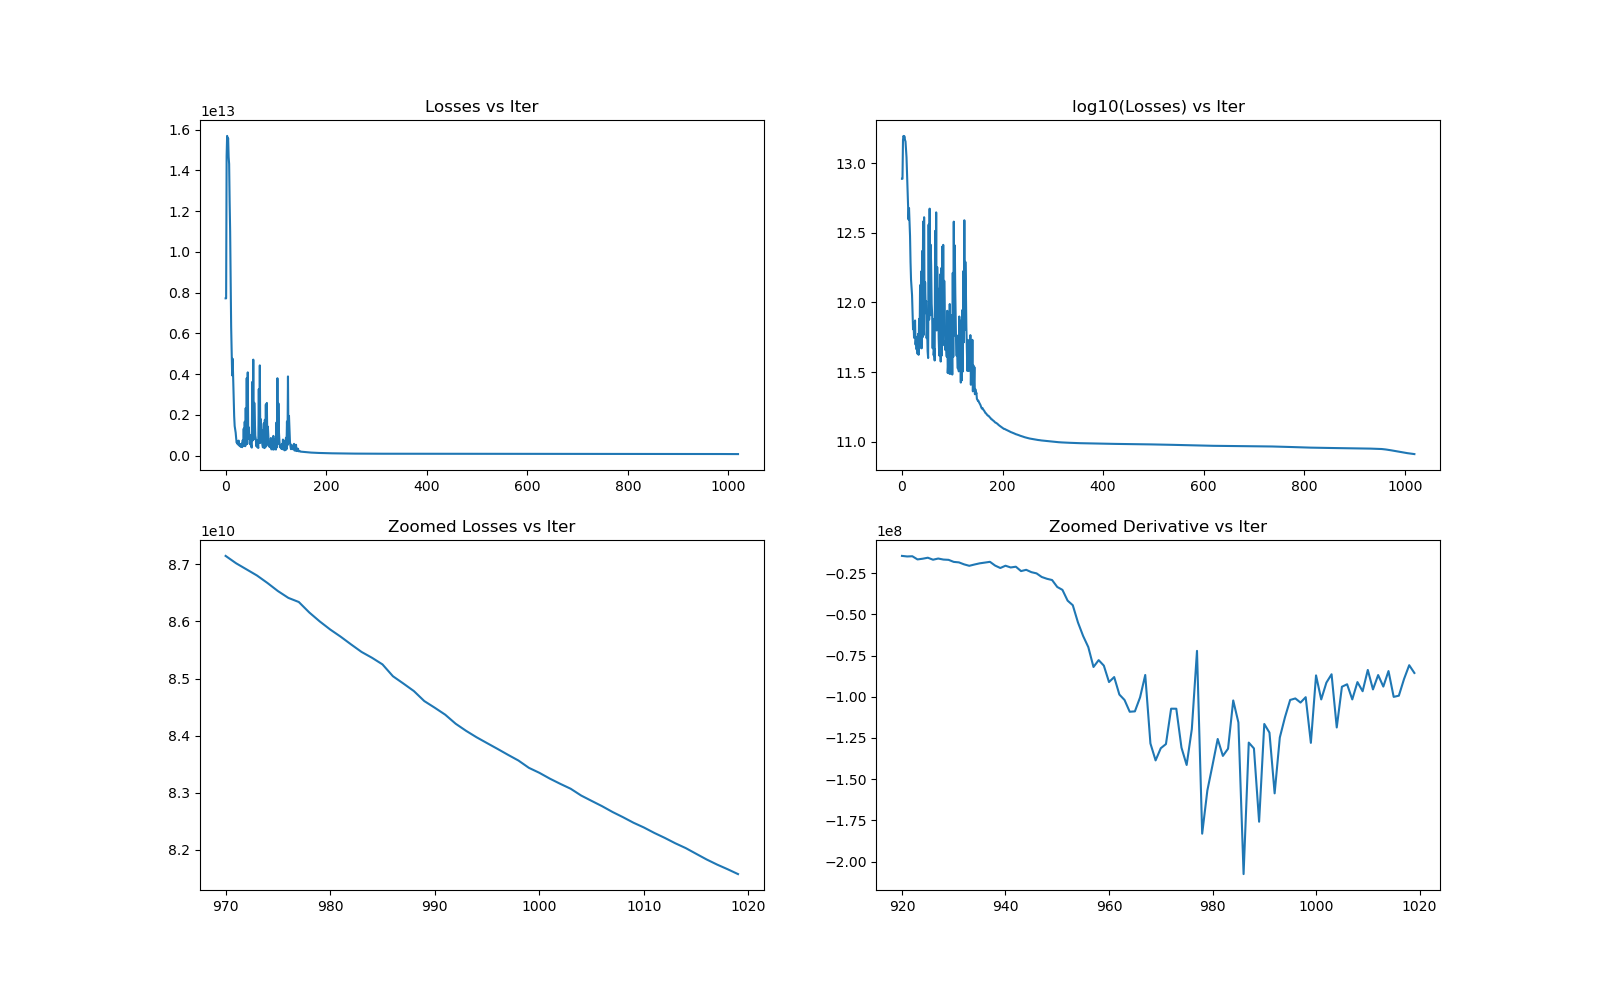 Losses vs Iter
1e13
1.6
1.4
1.2
1.0
0.8
0.6
0.4
0.2
0.0
0 200 400 600 800 1000
log10(Losses) vs Iter
13.0
12.5
12.0
11.5
11.0
0 200 400 600 800 1000
Zoomed Losses vs Iter
1e10
8.7
8.6
8.5
8.4
8.3
8.2
970 980 990 1000 1010 1020
Zoomed Derivative vs Iter
1e8
−0.25
−0.50
−0.75
−1.00
−1.25
−1.50
−1.75
−2.00
920 940 960 980 1000 1020